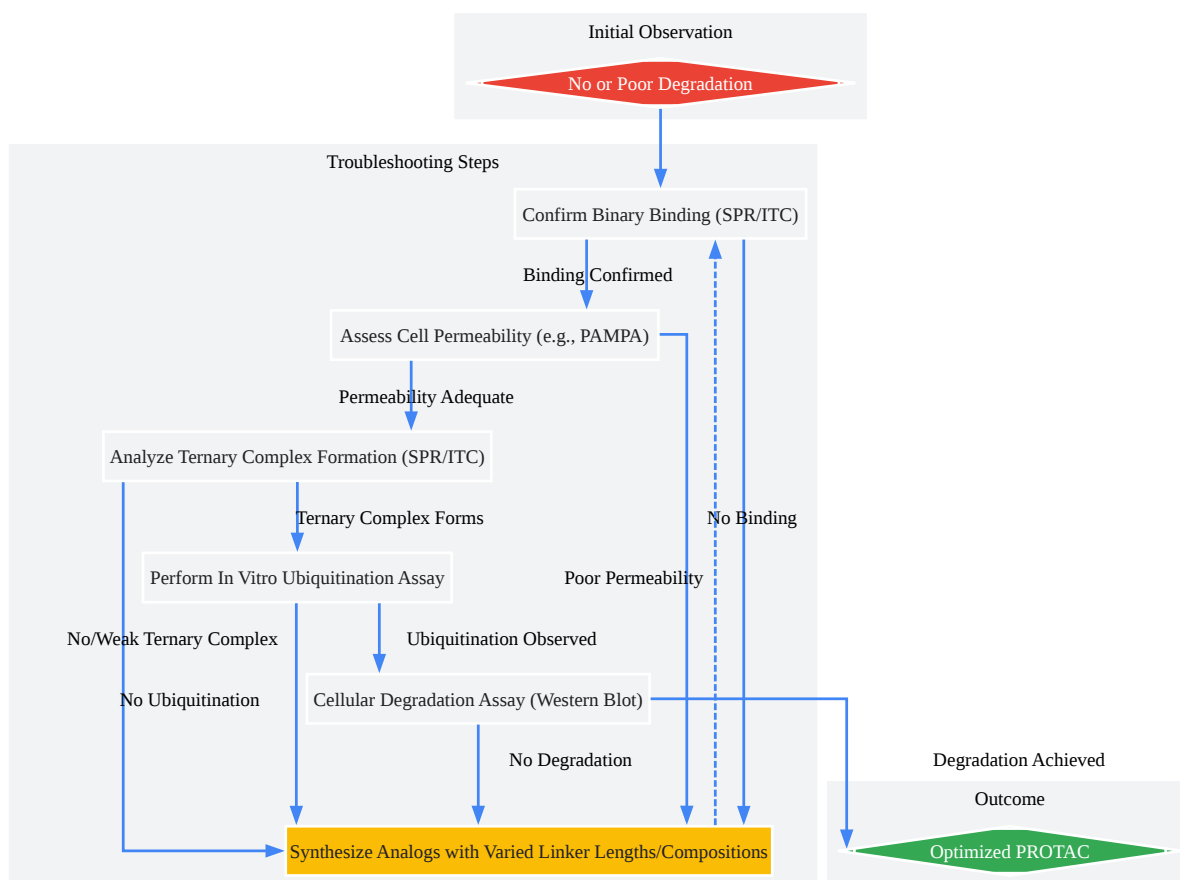 Initial Observation
No or Poor Degradation
Troubleshooting Steps
Confirm Binary Binding (SPR/ITC)
Binding Confirmed
Assess Cell Permeability (e.g., PAMPA)
Permeability Adequate
Analyze Ternary Complex Formation (SPR/ITC)
Ternary Complex Forms
No Binding
Perform In Vitro Ubiquitination Assay
Poor Permeability
No/Weak Ternary Complex
Ubiquitination Observed
No Ubiquitination
Cellular Degradation Assay (Western Blot)
No Degradation
Degradation Achieved
Outcome
Synthesize Analogs with Varied Linker Lengths/Compositions
Optimized PROTAC